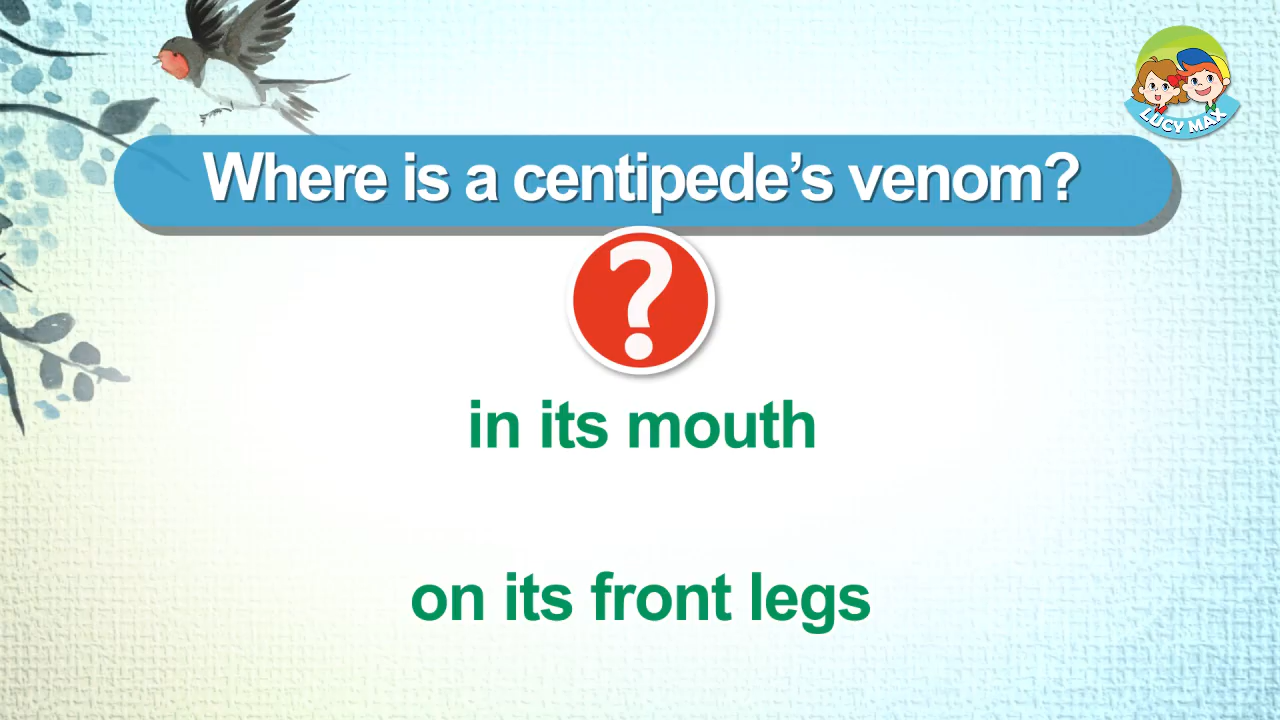 LUCY MAX
Where is a centipede’s venom?
?
in its mouth
on its front legs